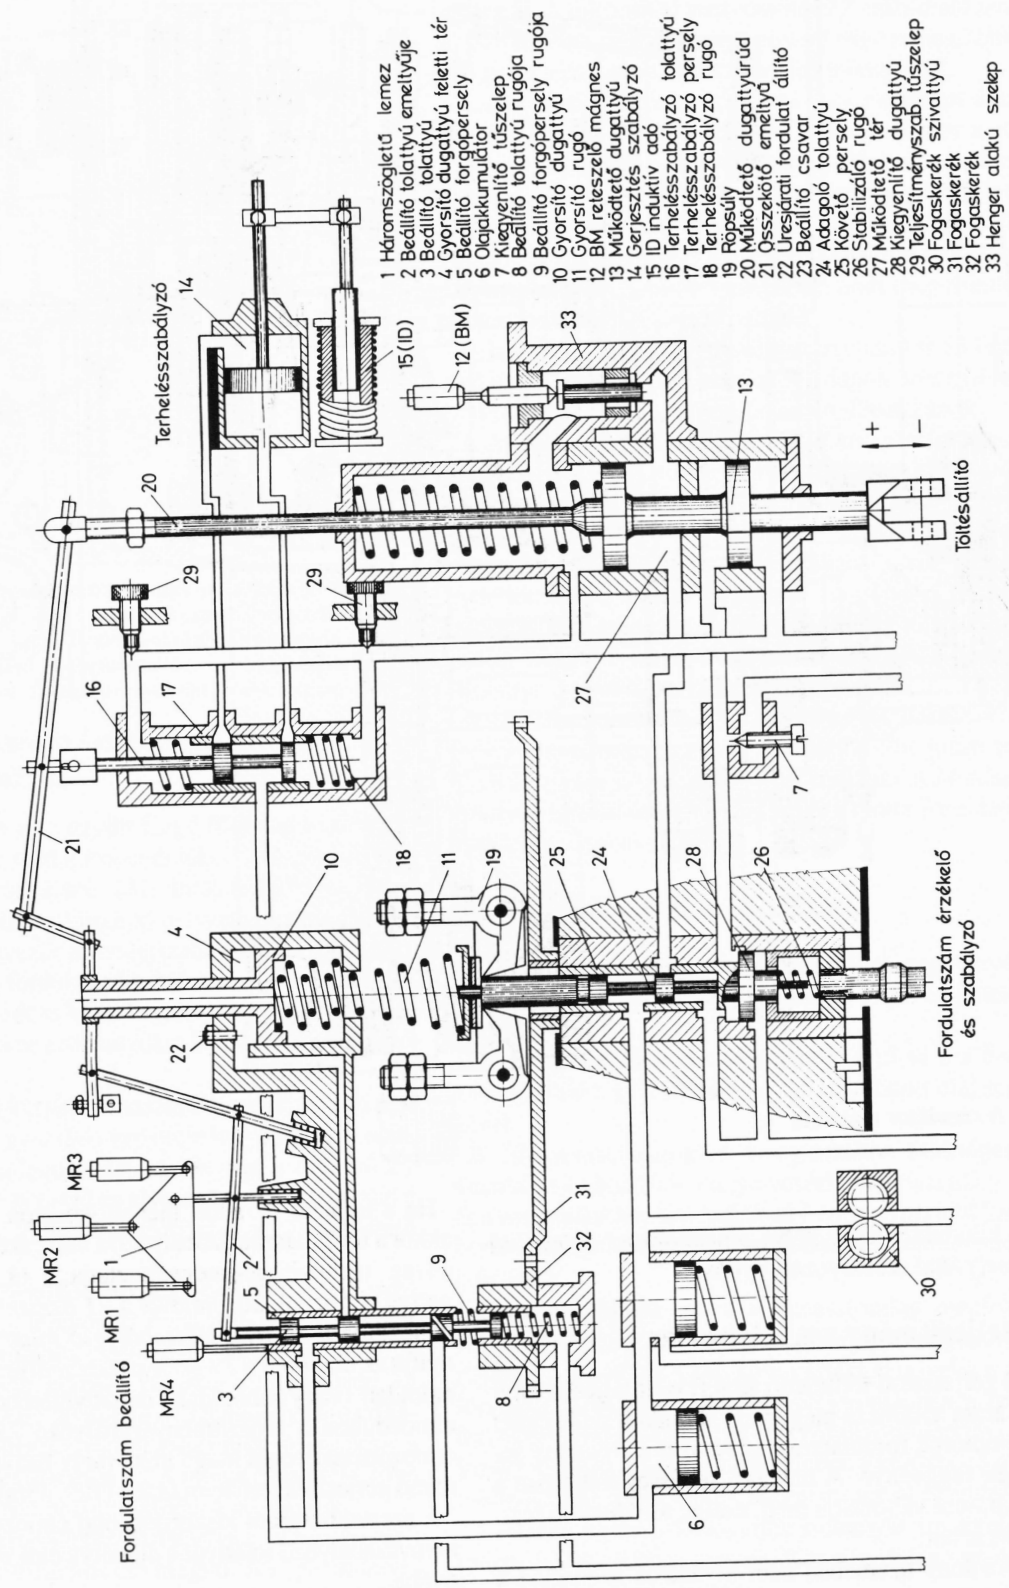 Fordulatszám beállító
MR4
MR1
MR2
MR3
1
2
3
5
4
22
21
16
20
29
17
Terhelésszabályzó
14
10
18
11
19
9
8
31
32
25
24
28
26
27
29
7
6
30
15(ID)
12(BM)
33
13
+
-
Fordulatszám érzékelő
és szabályzó
Töltésállító
1 Háromszögletű lemez
2 Beállító tolattyú emeltyűje
3 Beállító tolattyú
4 Gyorsító dugattyú feletti tér
5 Beállító forgópersely
6 Olajakkumulátor
7 Kiegyenlítő tűszelep
8 Beállító tolattyú rugója
9 Beállító forgópersely rugója
10 Gyorsító dugattyú
11 Gyorsító rugó
12 BM reteszelő mágnes
13 Működtető dugattyú
14 Gerjesztés szabályzó
15 ID induktív adó
16 Terhelésszabályzó tolattyú
17 Terhelésszabályzó persely
18 Terhelésszabályzó rugó
19 Röpsúly
20 Működtető dugattyúrúd
21 Összekötő emeltyű
22 Üresjárati fordulat állító
23 Beállító csavar
24 Adagoló tolattyú
25 Követő persely
26 Stabilizáló rugó
27 Működtető tér
28 Kiegyenlítő dugattyú
29 Teljesítményszab. tűszelep
30 Fogaskerék szivattyú
31 Fogaskerék
32 Fogaskerék
33 Henger alakú szelep